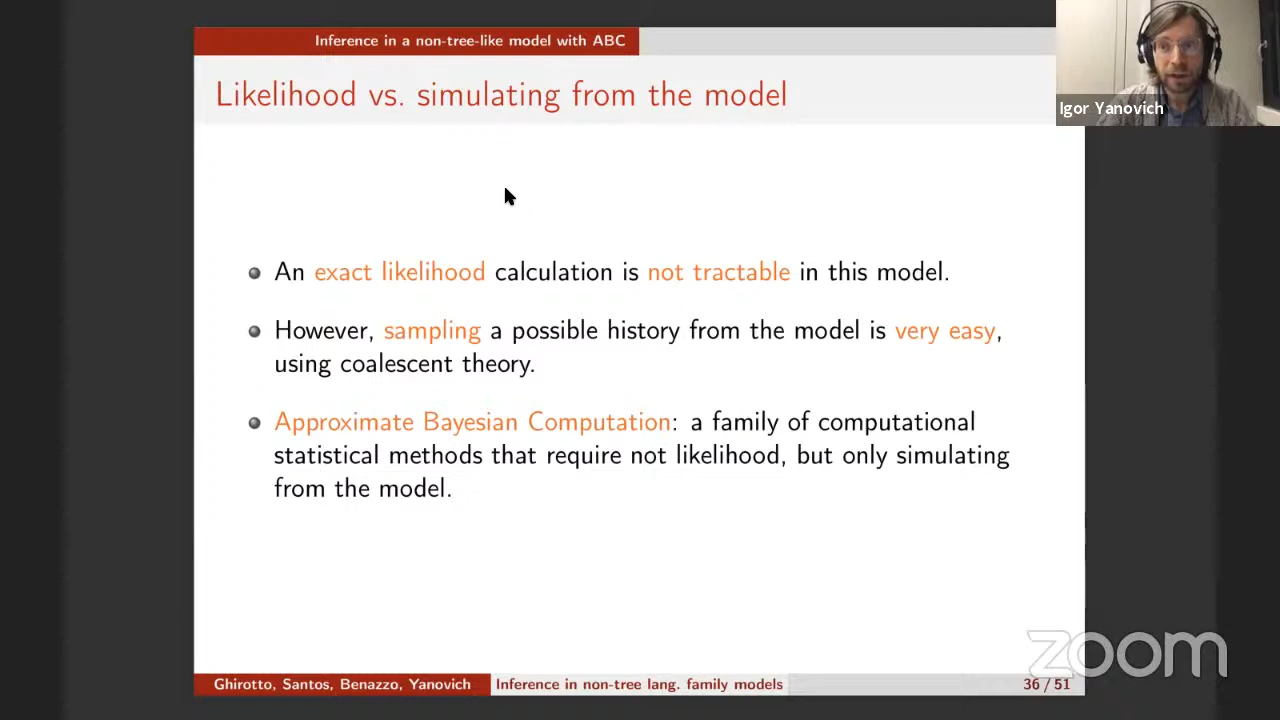 Inference in a non-tree-like model with ABC
Likelihood vs. simulating from the model
Igor Yanovich
An exact likelihood calculation is not tractable in this model.
However, sampling a possible history from the model is very easy,
using coalescent theory.
Approximate Bayesian Computation: a family of computational
statistical methods that require not likelihood, but only simulating
from the model.
zoom
Ghirotto, Santos, Benazzo, Yanovich
Inference in non-tree lang. family models
36 / 51